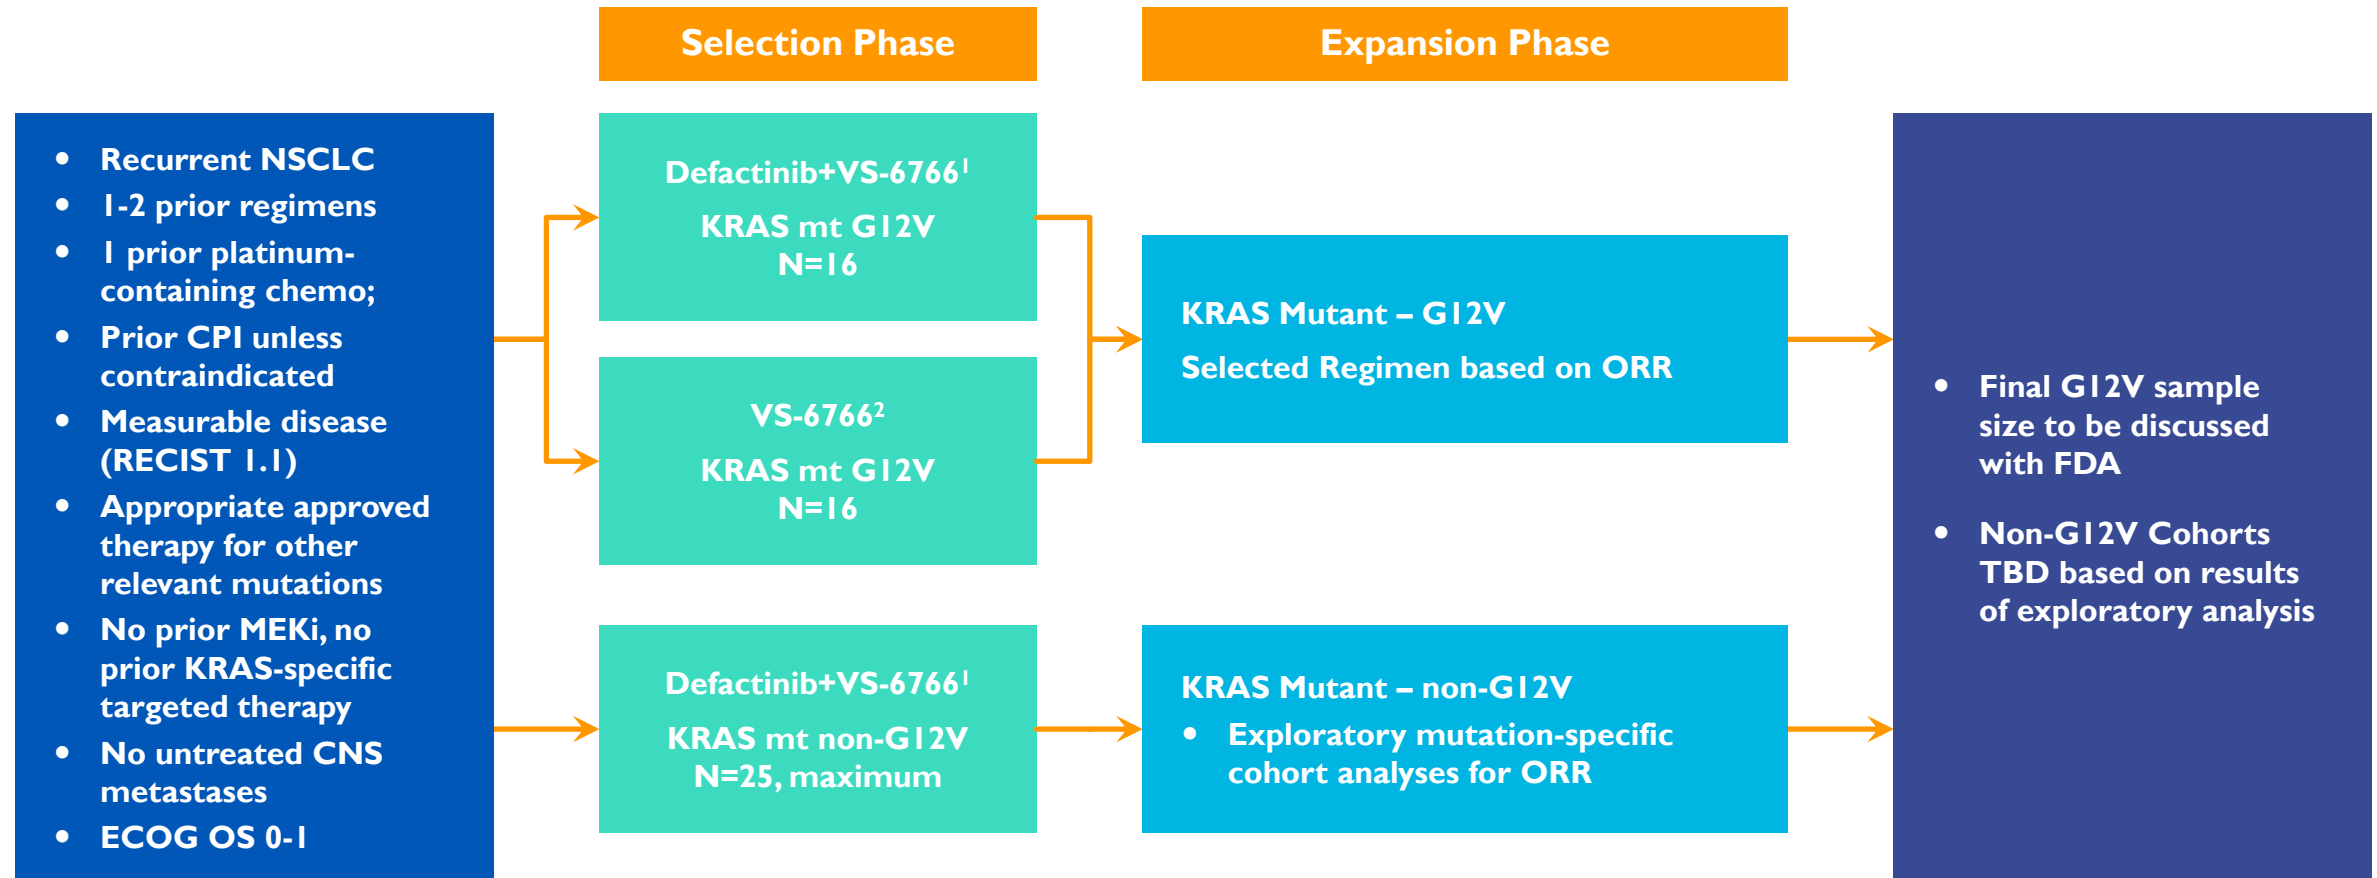 Selection Phase
Expansion Phase
• Recurrent NSCLC
• 1-2 prior regimens
• 1 prior platinum-
containing chemo;
• Prior CPI unless
contraindicated
• Measurable disease
(RECIST 1.1)
• Appropriate approved
therapy for other
relevant mutations
• No prior MEKi, no
prior KRAS-specific
targeted therapy
• No untreated CNS
metastases
• ECOG OS 0-1
Defactinib+VS-6766¹
KRAS mt G12V
N=16
VS-6766²
KRAS mt G12V
N=16
Defactinib+VS-6766¹
KRAS mt non-G12V
N=25, maximum
KRAS Mutant – G12V
Selected Regimen based on ORR
KRAS Mutant – non-G12V
• Exploratory mutation-specific
cohort analyses for ORR
• Final G12V sample
size to be discussed
with FDA
• Non-G12V Cohorts
TBD based on results
of exploratory analysis